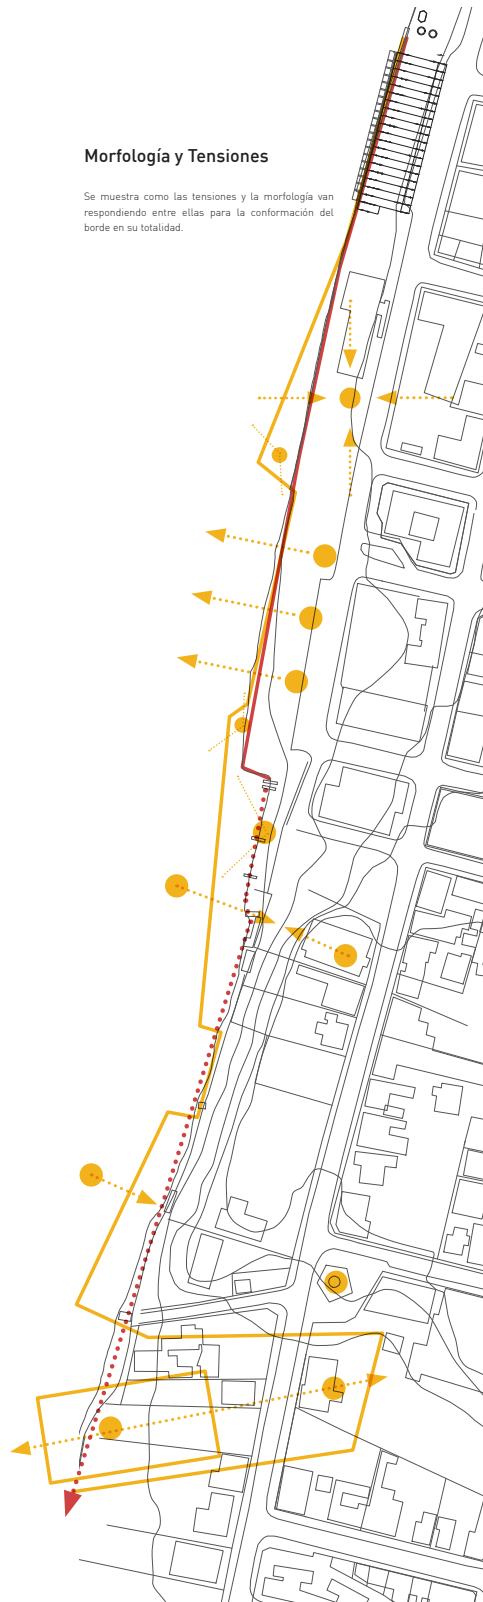 Morfología y Tensiones
Se muestra como las tensiones y la morfología van
respondiendo entre ellas para la conformación del
borde en su totalidad.